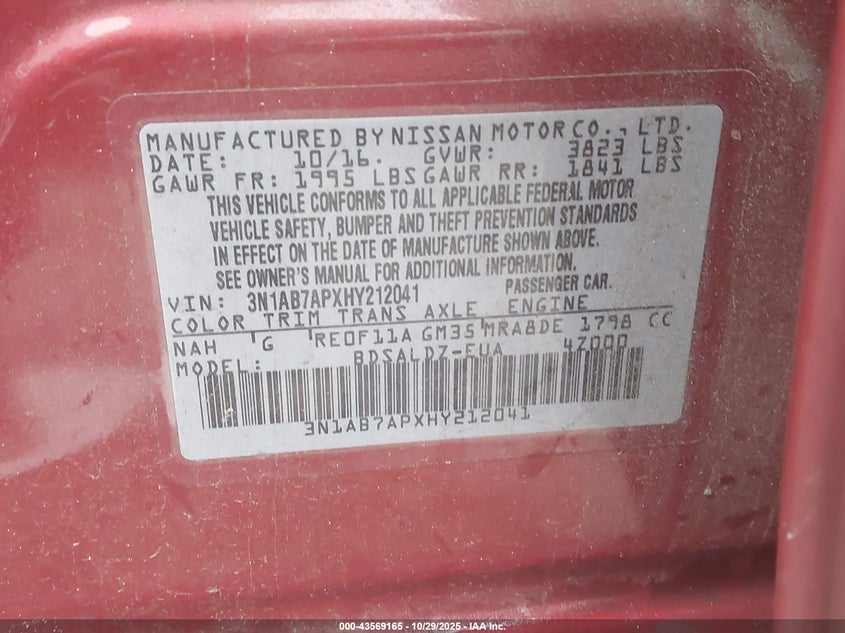 MANUFACTURED BY NISSAN MOTOR CO., LTD.
DATE: 10/16. GVWR: 3823 LBS
GAWR FR: 1995 LBS GAWR RR: 1841 LBS
THIS VEHICLE CONFORMS TO ALL APPLICABLE FEDERAL MOTOR
VEHICLE SAFETY, BUMPER AND THEFT PREVENTION STANDARDS
IN EFFECT ON THE DATE OF MANUFACTURE SHOWN ABOVE.
SEE OWNER'S MANUAL FOR ADDITIONAL INFORMATION.
VIN: 3N1AB7APXHY212041 PASSENGER CAR.
COLOR TRIM TRANS AXLE ENGINE
NAH G RE0F11A GM35 MRA8DE 1798 CC
MODEL: BDSALDZ-EUA 4Z000
3N1AB7APXHY212041
000-43569165 - 10/29/2025 - IAA Inc.